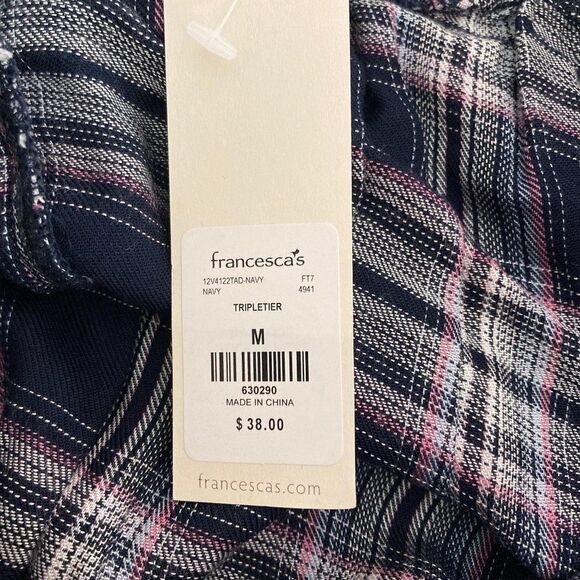 francesca's
12V4122TAD-NAVY FT7
NAVY 4941
TRIPLETIER
M
630290
MADE IN CHINA
$ 38.00
francescas.com